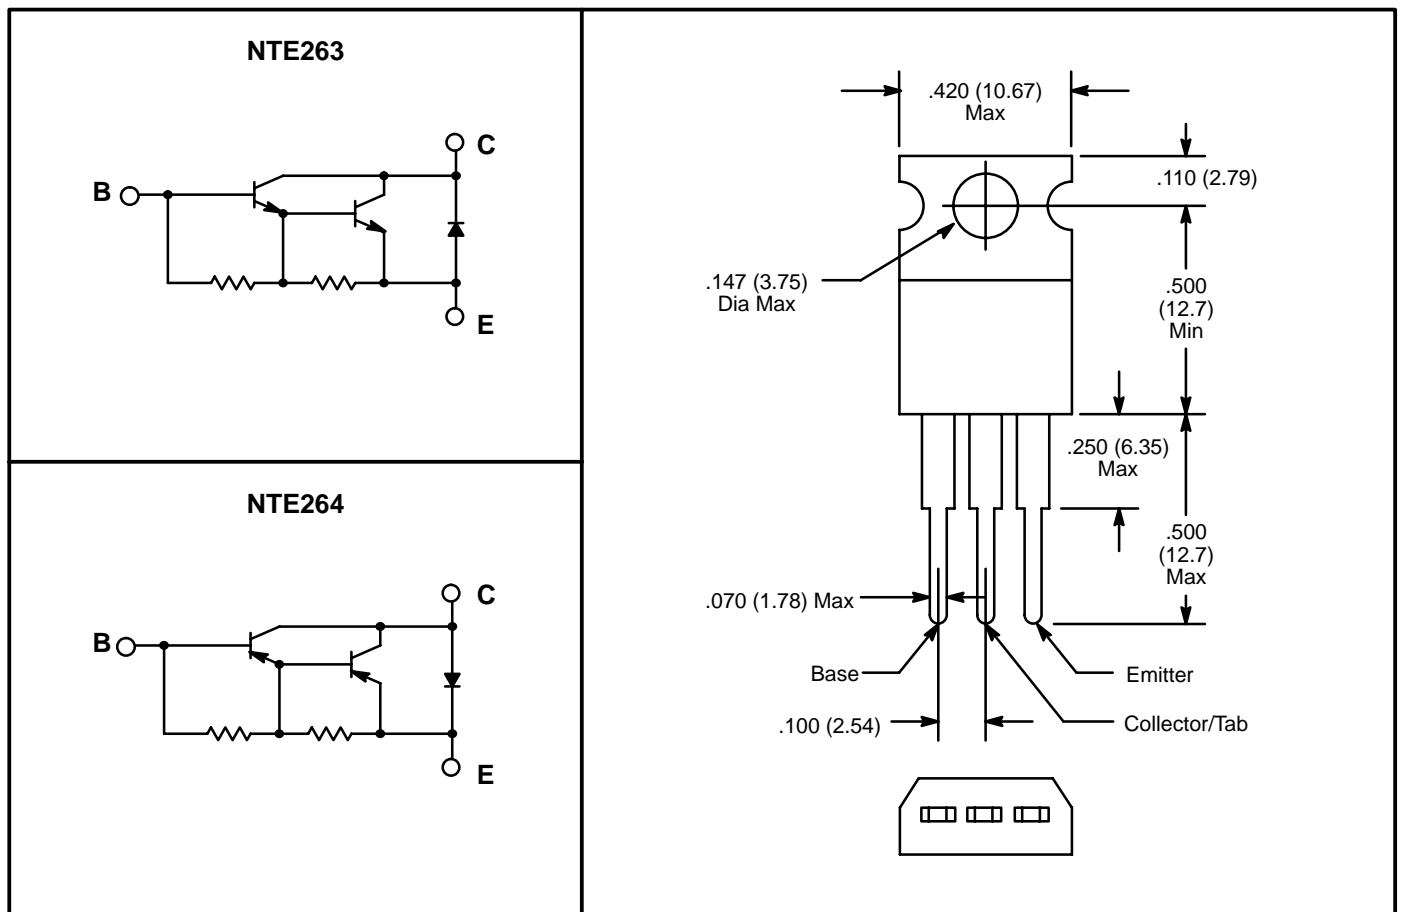 NTE263
C
B
E
NTE264
C
B
E
.420 (10.67)
Max
.110 (2.79)
.147 (3.75)
Dia Max
.500
(12.7)
Min
.250 (6.35)
Max
.500
(12.7)
Max
.070 (1.78) Max
Base
Emitter
.100 (2.54)
Collector/Tab